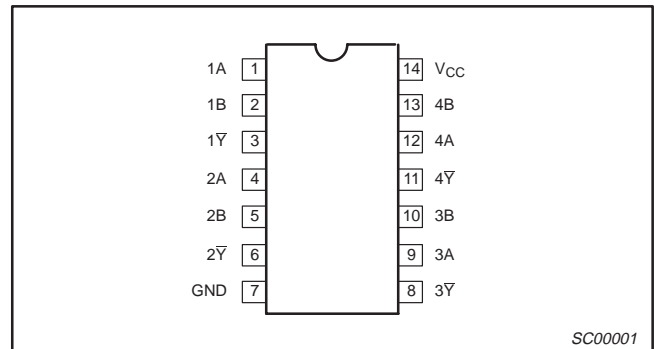 1A 1 14 VCC
1B 2 13 4B
1Y̅ 3 12 4A
2A 4 11 4Y̅
2B 5 10 3B
2Y̅ 6 9 3A
GND 7 8 3Y̅
SC00001